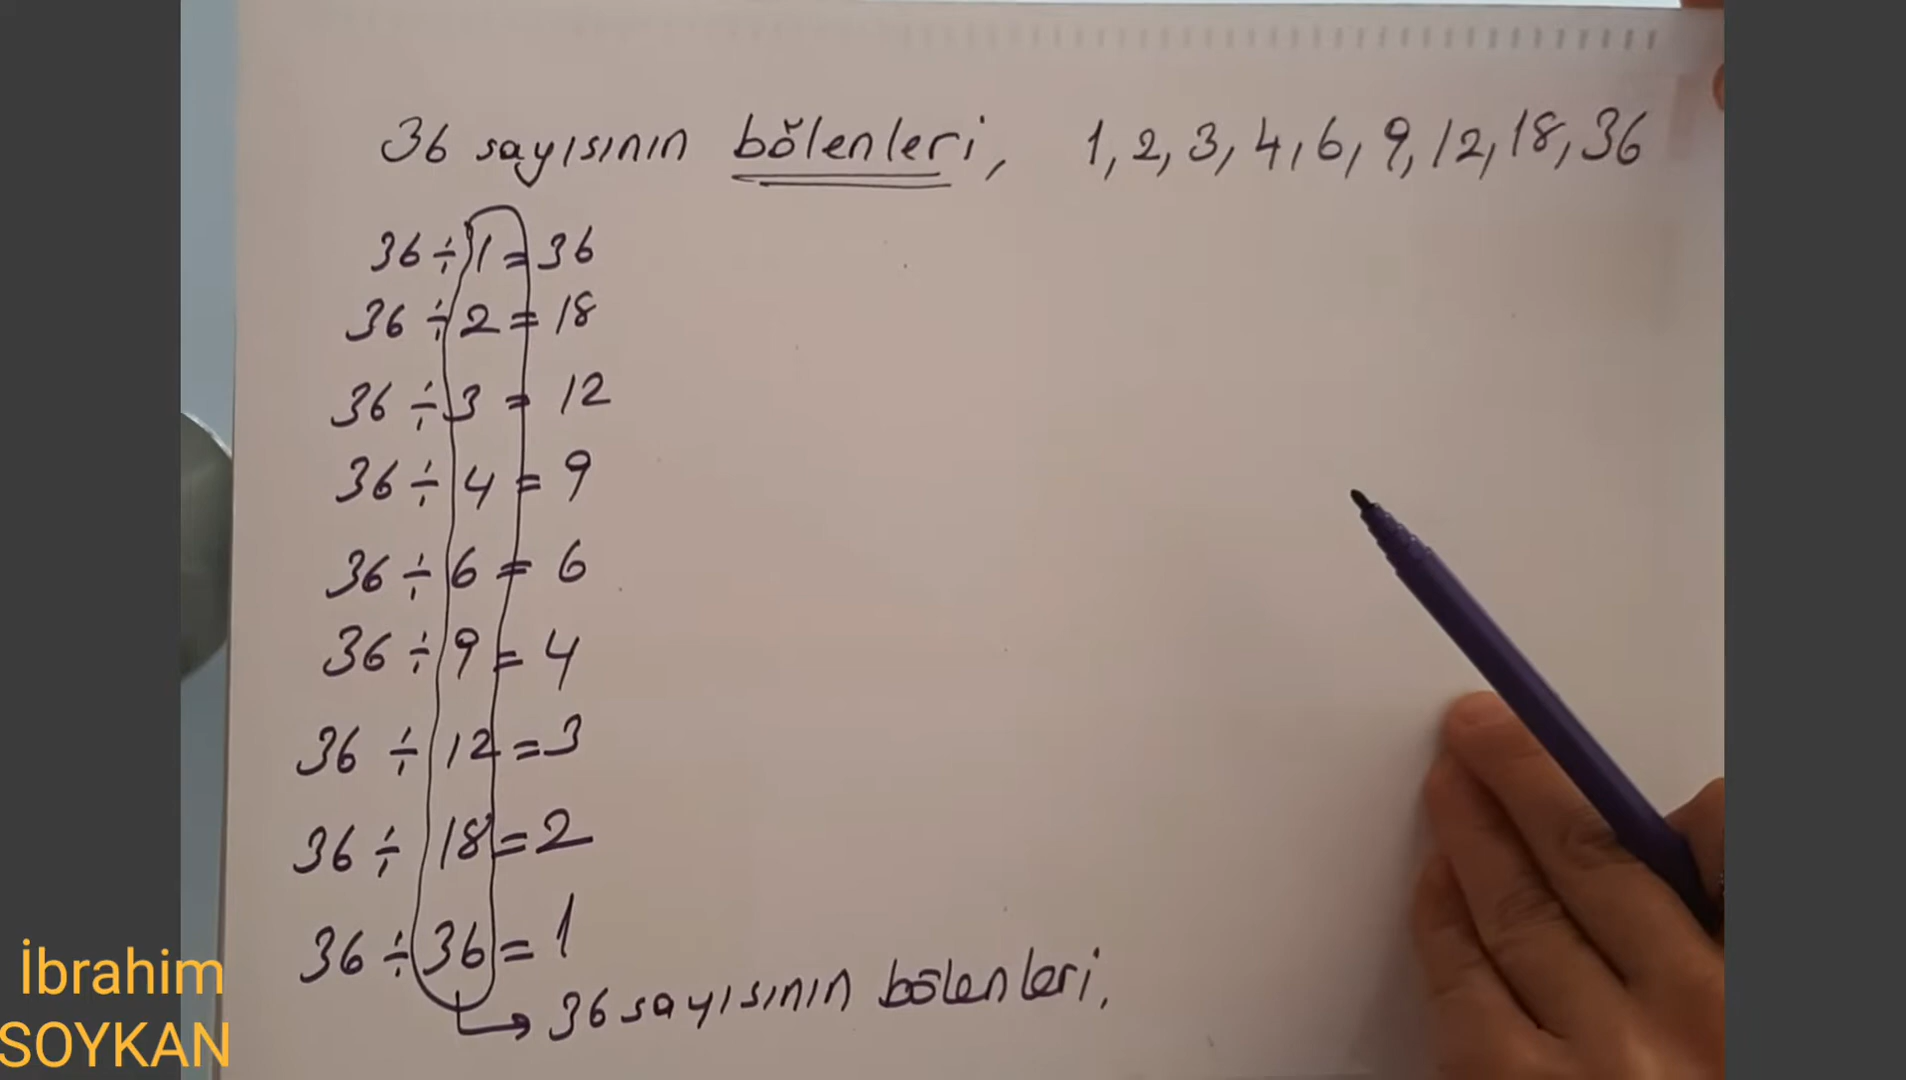 36 sayısının bölenleri, 1, 2, 3, 4, 6, 9, 12, 18, 36
36 ÷ 1 = 36
36 ÷ 2 = 18
36 ÷ 3 = 12
36 ÷ 4 = 9
36 ÷ 6 = 6
36 ÷ 9 = 4
36 ÷ 12 = 3
36 ÷ 18 = 2
36 ÷ 36 = 1
36 sayısının bölenleri,
İbrahim
SOYKAN